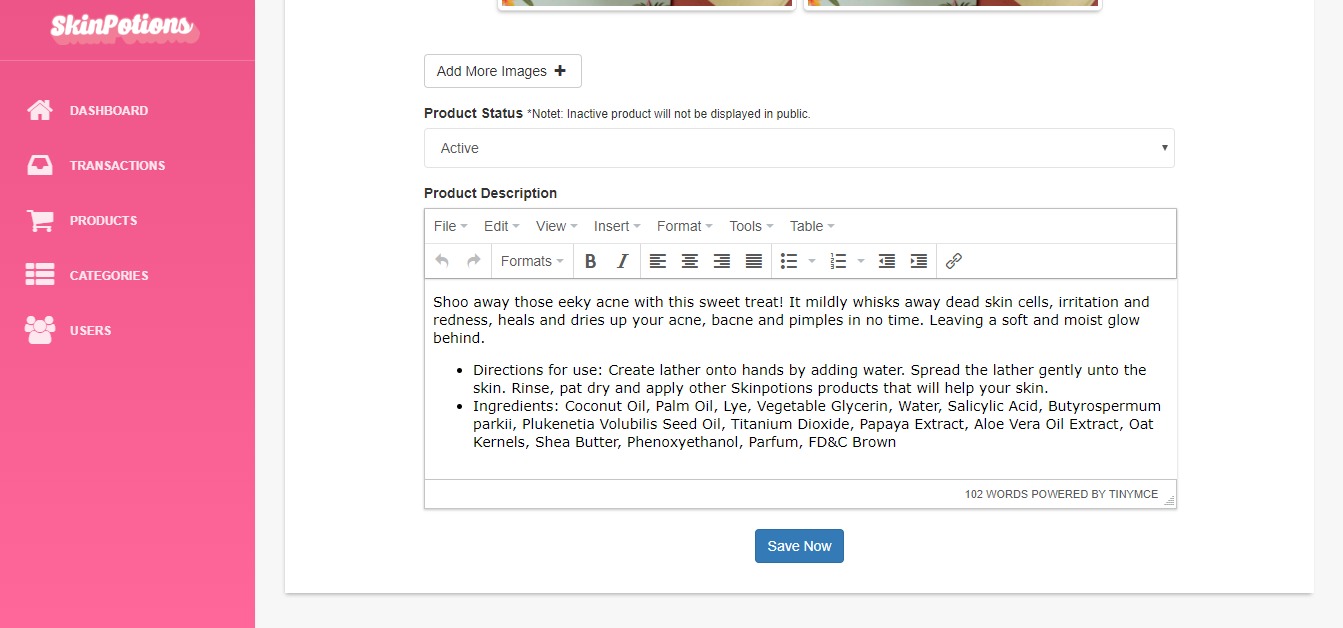 SkinPotions
DASHBOARD
TRANSACTIONS
PRODUCTS
CATEGORIES
USERS
Add More Images
Product Status *Notet: Inactive product will not be displayed in public.
Active
Product Description
File Edit View Insert Format Tools Table
Formats B I
Shoo away those eeky acne with this sweet treat! It mildly whisks away dead skin cells, irritation and
redness, heals and dries up your acne, bacne and pimples in no time. Leaving a soft and moist glow
behind.
• Directions for use: Create lather onto hands by adding water. Spread the lather gently unto the
skin. Rinse, pat dry and apply other Skinpotions products that will help your skin.
• Ingredients: Coconut Oil, Palm Oil, Lye, Vegetable Glycerin, Water, Salicylic Acid, Butyrospermum
parkii, Plukenetia Volubilis Seed Oil, Titanium Dioxide, Papaya Extract, Aloe Vera Oil Extract, Oat
Kernels, Shea Butter, Phenoxyethanol, Parfum, FD&C Brown
102 WORDS POWERED BY TINYMCE
Save Now